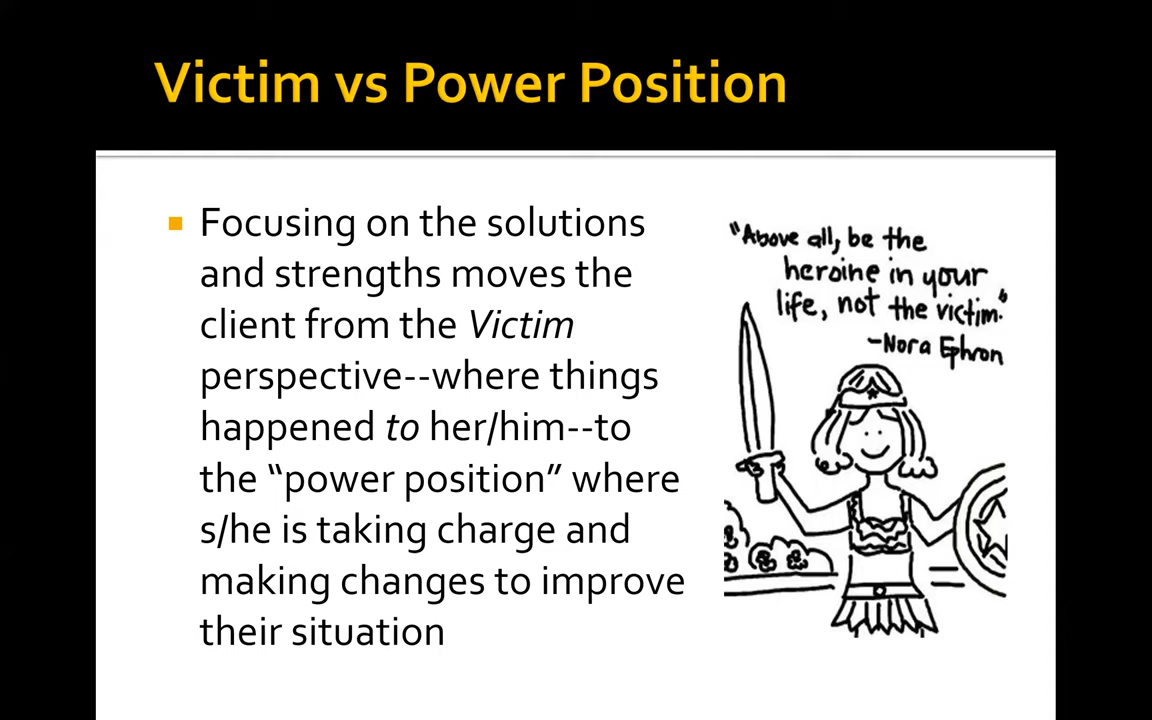 Victim vs Power Position
Focusing on the solutions
and strengths moves the
client from the Victim
perspective--where things
happened to her/him--to
the “power position” where
s/he is taking charge and
making changes to improve
their situation
"Above all, be the
heroine in your
life, not the victim."
-Nora Ephron